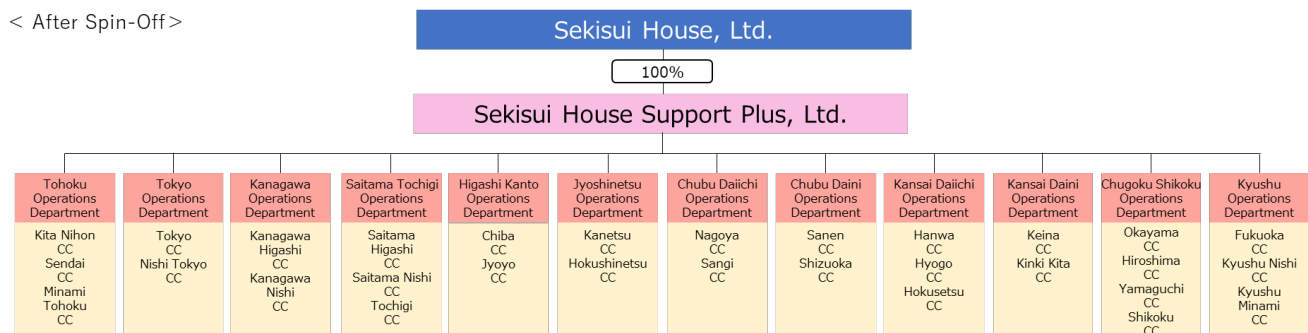 < After Spin-Off>
Sekisui House, Ltd.
100%
Sekisui House Support Plus, Ltd.
Tohoku
Operations
Department
Kita Nihon
CC
Sendai
CC
Minami
Tohoku
CC
Tokyo
Operations
Department
Tokyo
CC
Nishi Tokyo
CC
Kanagawa
Operations
Department
Kanagawa
Higashi
CC
Kanagawa
Nishi
CC
Saitama Tochigi
Operations
Department
Saitama
Higashi
CC
Saitama Nishi
CC
Tochigi
CC
Higashi Kanto
Operations
Department
Chiba
CC
Jyoyo
CC
Jyoshinetsu
Operations
Department
Kanetsu
CC
Hokushinetsu
CC
Chubu Daiichi
Operations
Department
Nagoya
CC
Sangi
CC
Chubu Daini
Operations
Department
Sanen
CC
Shizuoka
CC
Kansai Daiichi
Operations
Department
Hanwa
CC
Hyogo
CC
Hokusetsu
CC
Kansai Daini
Operations
Department
Keina
CC
Kinki Kita
CC
Chugoku Shikoku
Operations
Department
Okayama
CC
Hiroshima
CC
Yamaguchi
CC
Shikoku
CC
Kyushu
Operations
Department
Fukuoka
CC
Kyushu Nishi
CC
Kyushu
Minami
CC